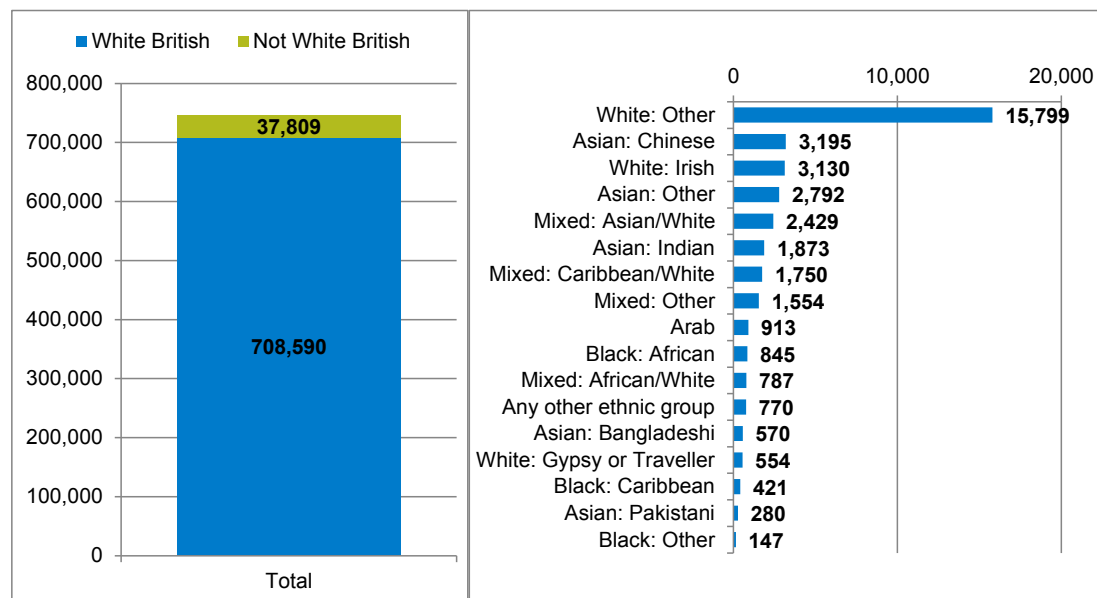 White British Not White British
800,000
700,000
600,000
500,000
400,000
300,000
200,000
100,000
0
37,809
708,590
Total
0 10,000 20,000
White: Other 15,799
Asian: Chinese 3,195
White: Irish 3,130
Asian: Other 2,792
Mixed: Asian/White 2,429
Asian: Indian 1,873
Mixed: Caribbean/White 1,750
Mixed: Other 1,554
Arab 913
Black: African 845
Mixed: African/White 787
Any other ethnic group 770
Asian: Bangladeshi 570
White: Gypsy or Traveller 554
Black: Caribbean 421
Asian: Pakistani 280
Black: Other 147